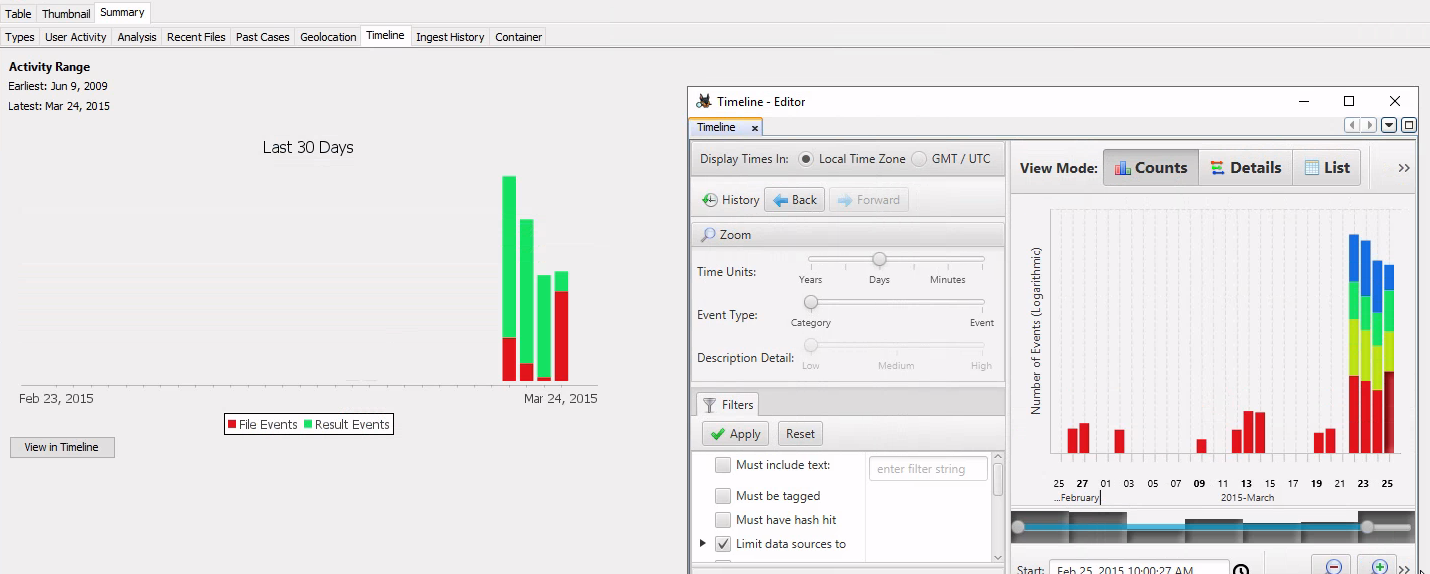 Table Thumbnail Summary
Types User Activity Analysis Recent Files Past Cases Geolocation Timeline Ingest History Container
Activity Range
Earliest: Jun 9, 2009
Latest: Mar 24, 2015
Last 30 Days
Feb 23, 2015 Mar 24, 2015
File Events Result Events
View in Timeline
Timeline - Editor
Timeline x
Display Times In: Local Time Zone GMT / UTC
History Back Forward
Zoom
Time Units:
Years Days Minutes
Event Type:
Category Event
Description Detail:
Low Medium High
Filters
Apply Reset
Must include text: enter filter string
Must be tagged
Must have hash hit
Limit data sources to
View Mode: Counts Details List >>
Number of Events (Logarithmic)
25 27 01 03 05 07 09 11 13 15 17 19 21 23 25
...February 2015-March
Start: Feb 25, 2015 10:00:27 AM >>